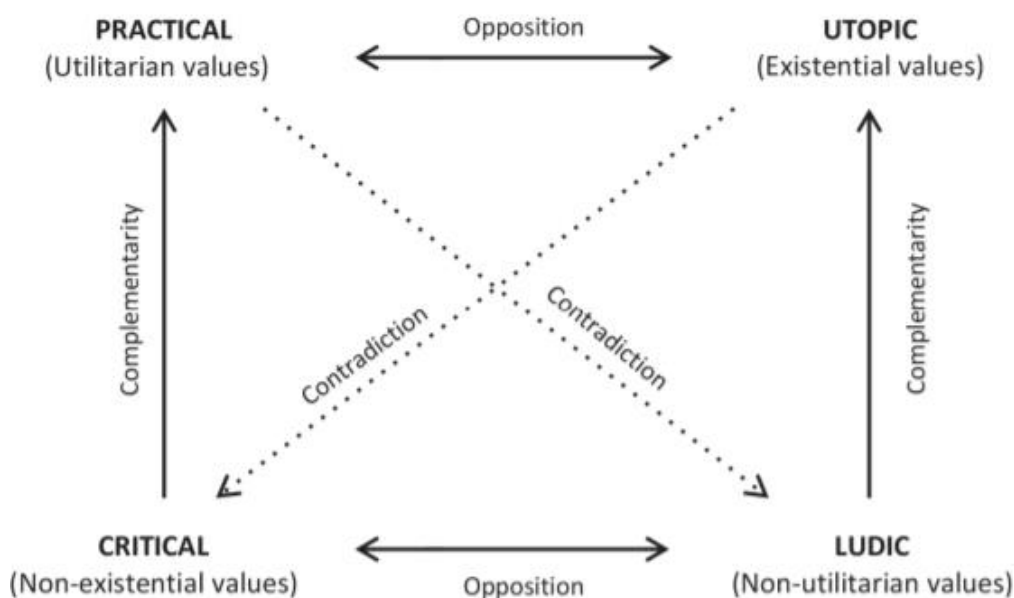 PRACTICAL
(Utilitarian values)
Opposition
UTOPIC
(Existential values)
Complementarity
Contradiction
Contradiction
Complementarity
CRITICAL
(Non-existential values)
Opposition
LUDIC
(Non-utilitarian values)